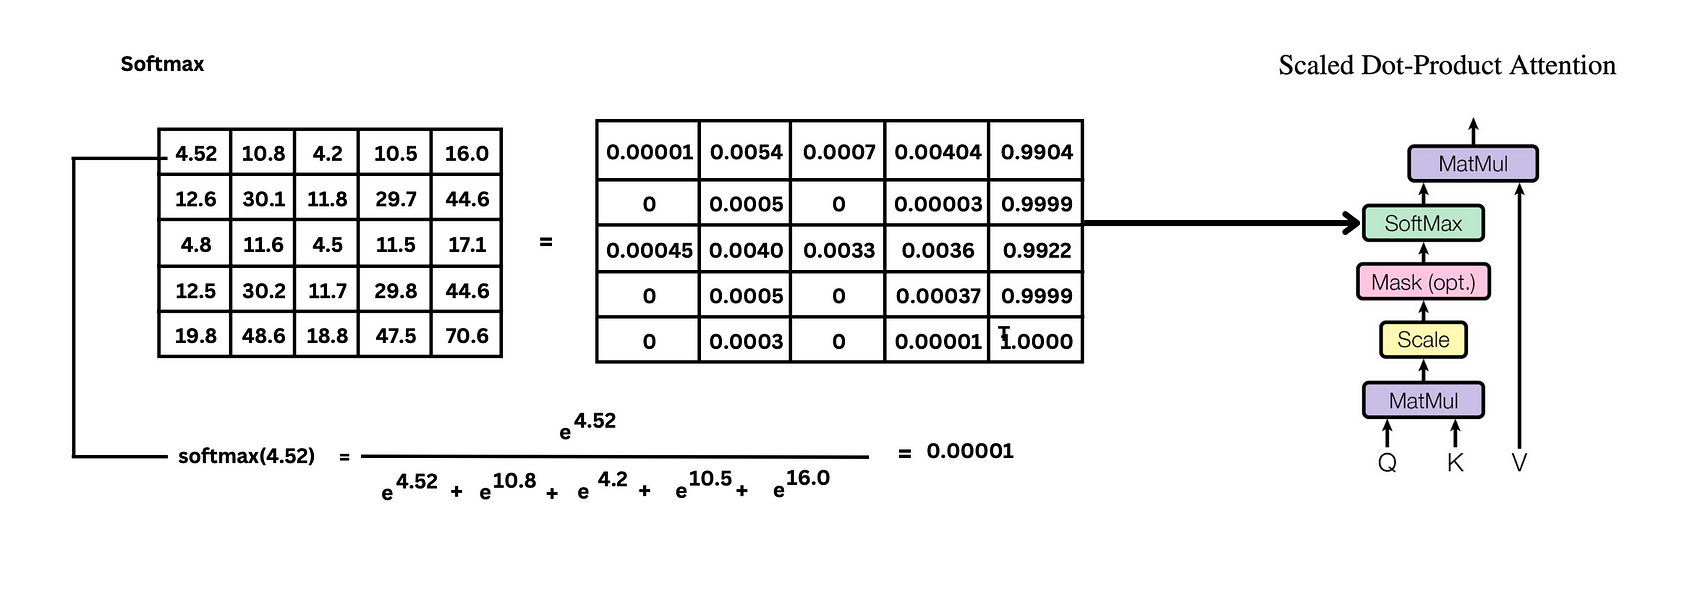 Softmax
Scaled Dot-Product Attention
4.52 10.8 4.2 10.5 16.0
12.6 30.1 11.8 29.7 44.6
4.8 11.6 4.5 11.5 17.1
12.5 30.2 11.7 29.8 44.6
19.8 48.6 18.8 47.5 70.6
=
0.00001 0.0054 0.0007 0.00404 0.9904
0 0.0005 0 0.00003 0.9999
0.00045 0.0040 0.0033 0.0036 0.9922
0 0.0005 0 0.00037 0.9999
0 0.0003 0 0.00001 1.0000
softmax(4.52) =
e^4.52
e^4.52 + e^10.8 + e^4.2 + e^10.5 + e^16.0
= 0.00001
MatMul
SoftMax
Mask (opt.)
Scale
MatMul
Q K V